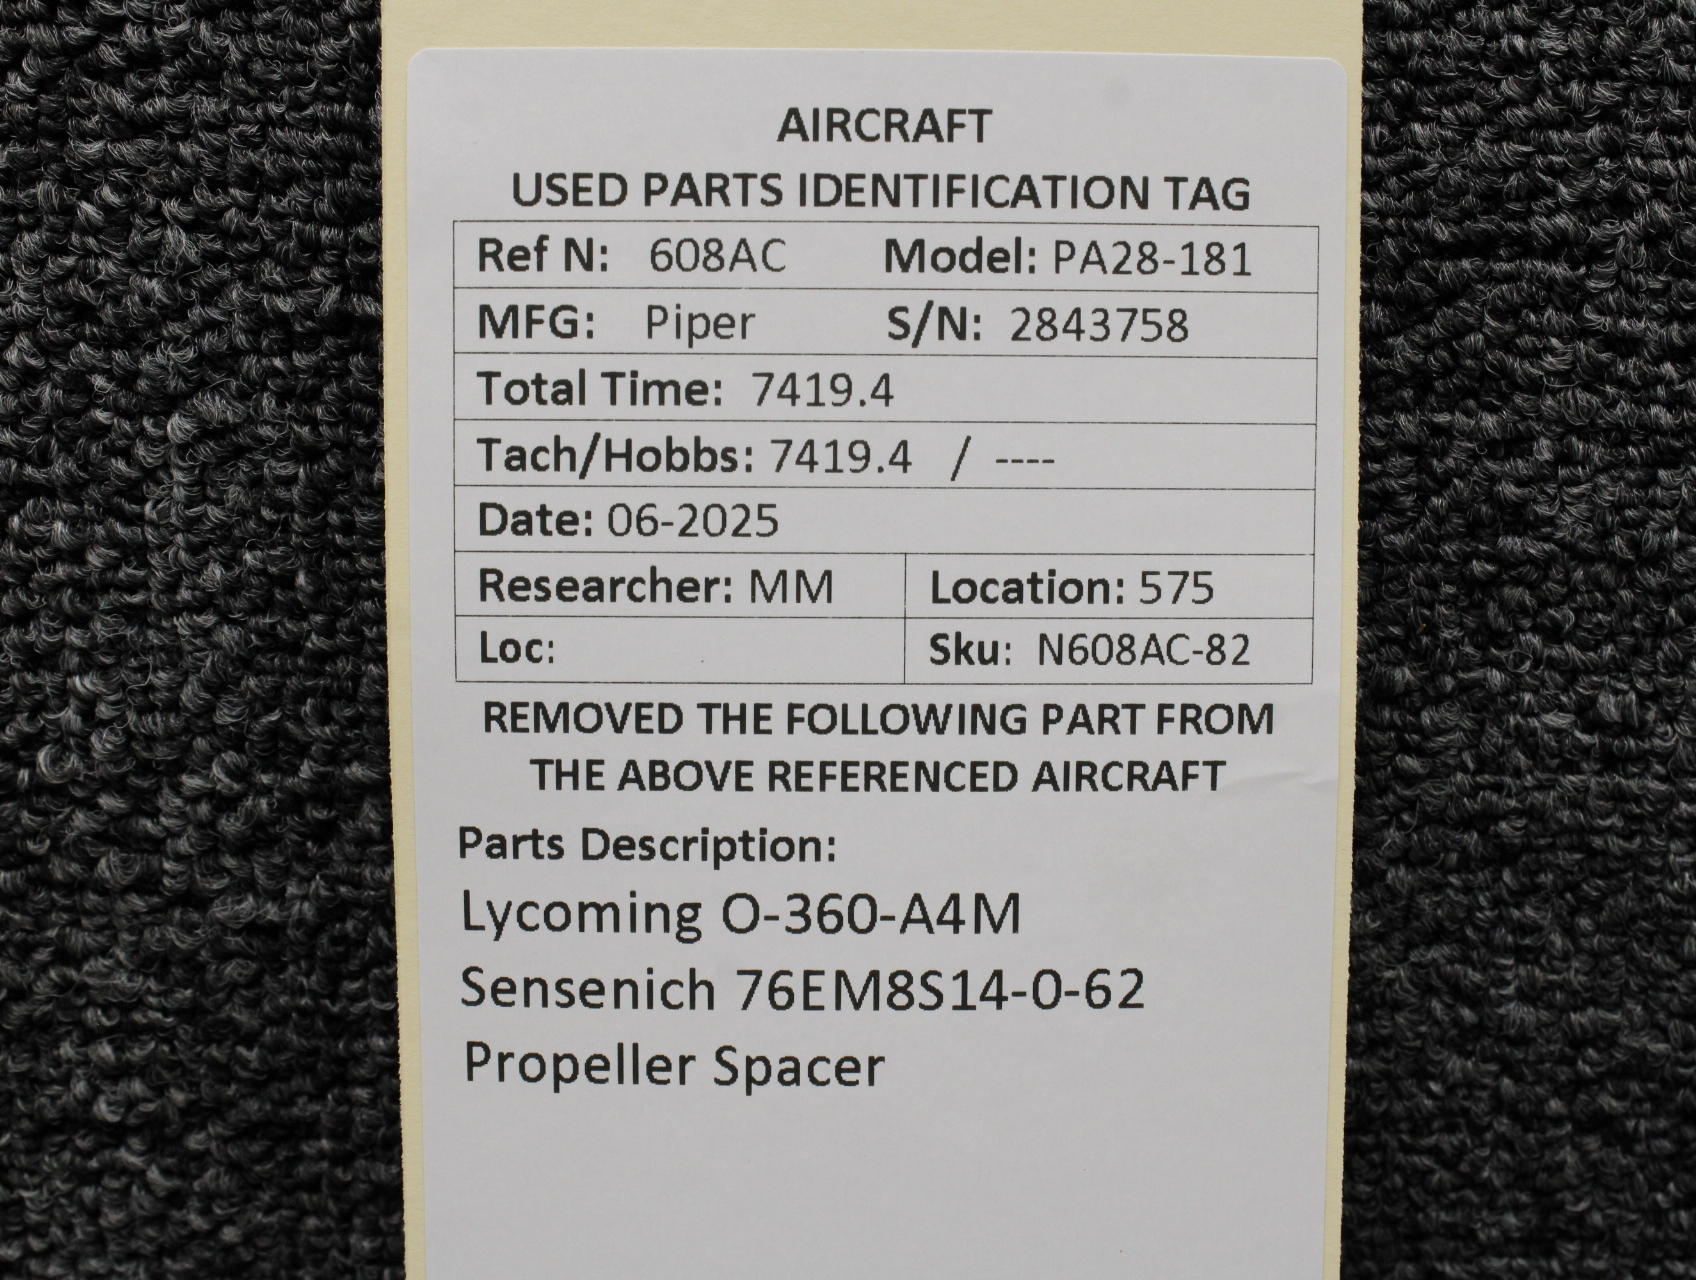 AIRCRAFT
USED PARTS IDENTIFICATION TAG
Ref N: 608AC Model: PA28-181
MFG: Piper S/N: 2843758
Total Time: 7419.4
Tach/Hobbs: 7419.4 / ----
Date: 06-2025
Researcher: MM Location: 575
Loc: Sku: N608AC-82
REMOVED THE FOLLOWING PART FROM
THE ABOVE REFERENCED AIRCRAFT
Parts Description:
Lycoming O-360-A4M
Sensenich 76EM8S14-0-62
Propeller Spacer